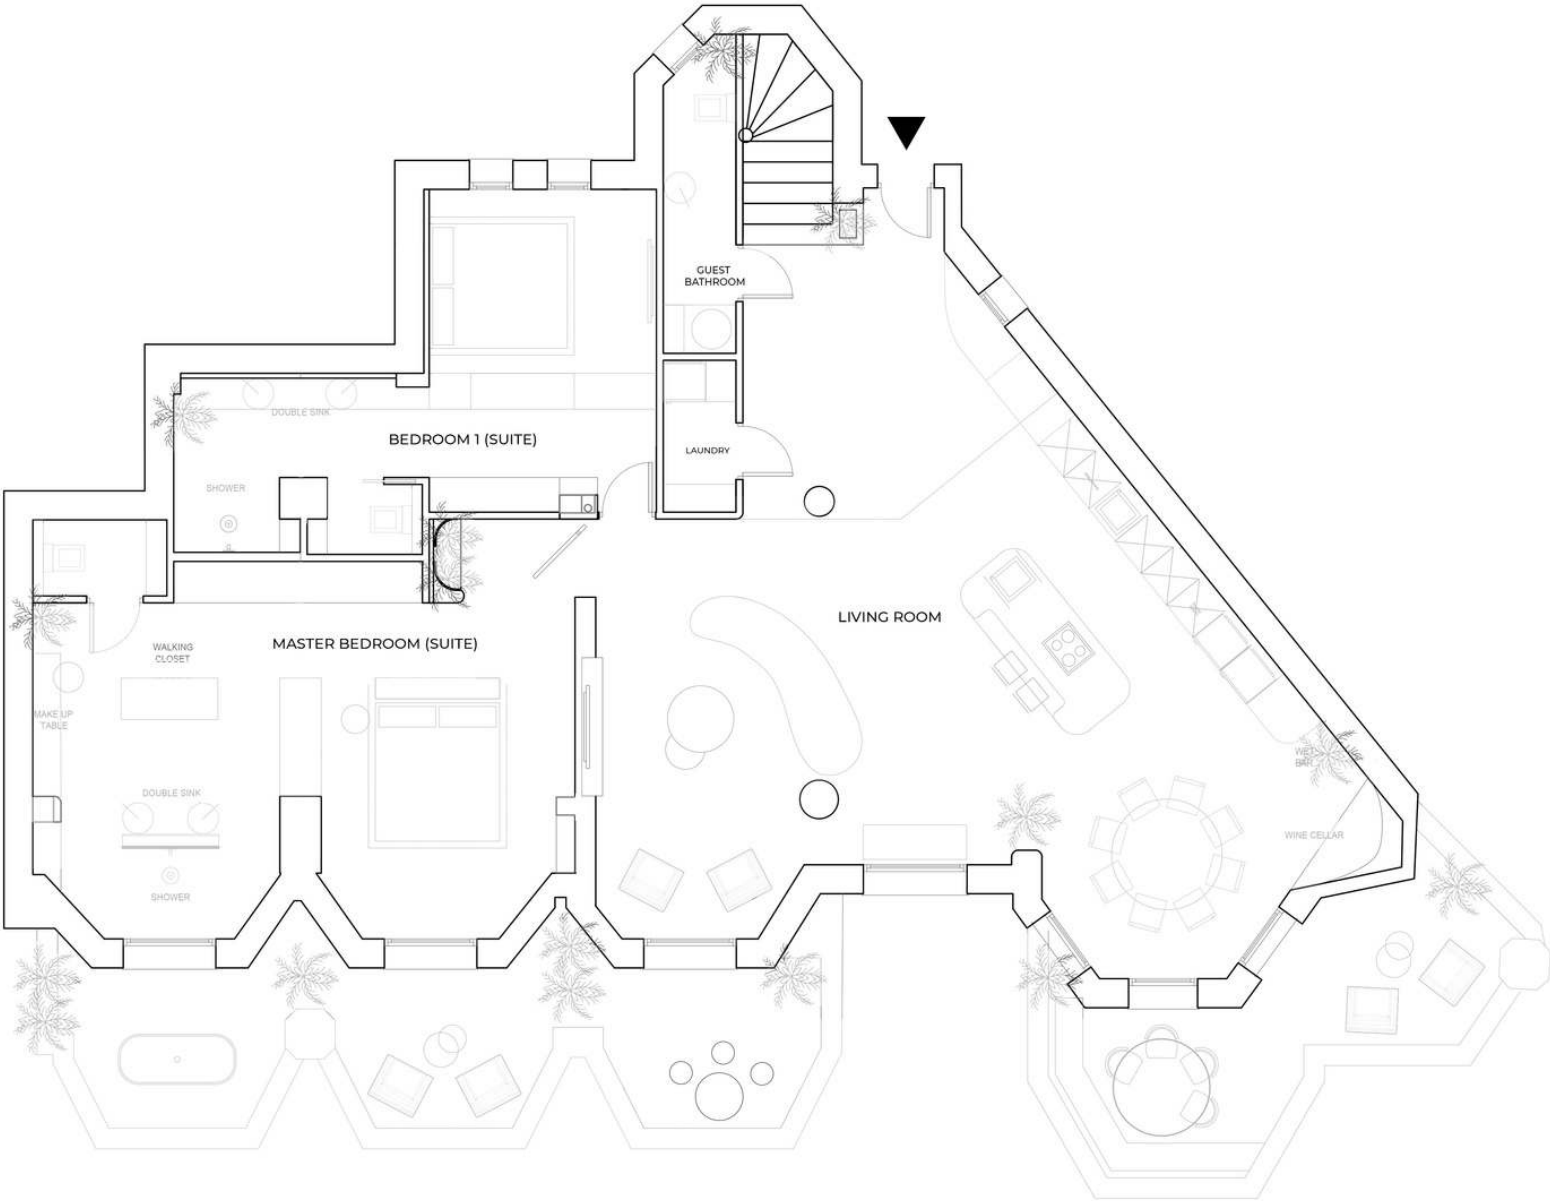 GUEST
BATHROOM
DOUBLE SINK
BEDROOM 1 (SUITE)
LAUNDRY
SHOWER
LIVING ROOM
MASTER BEDROOM (SUITE)
WALKING
CLOSET
MAKE UP
TABLE
WET
BAR
DOUBLE SINK
WINE CELLAR
SHOWER